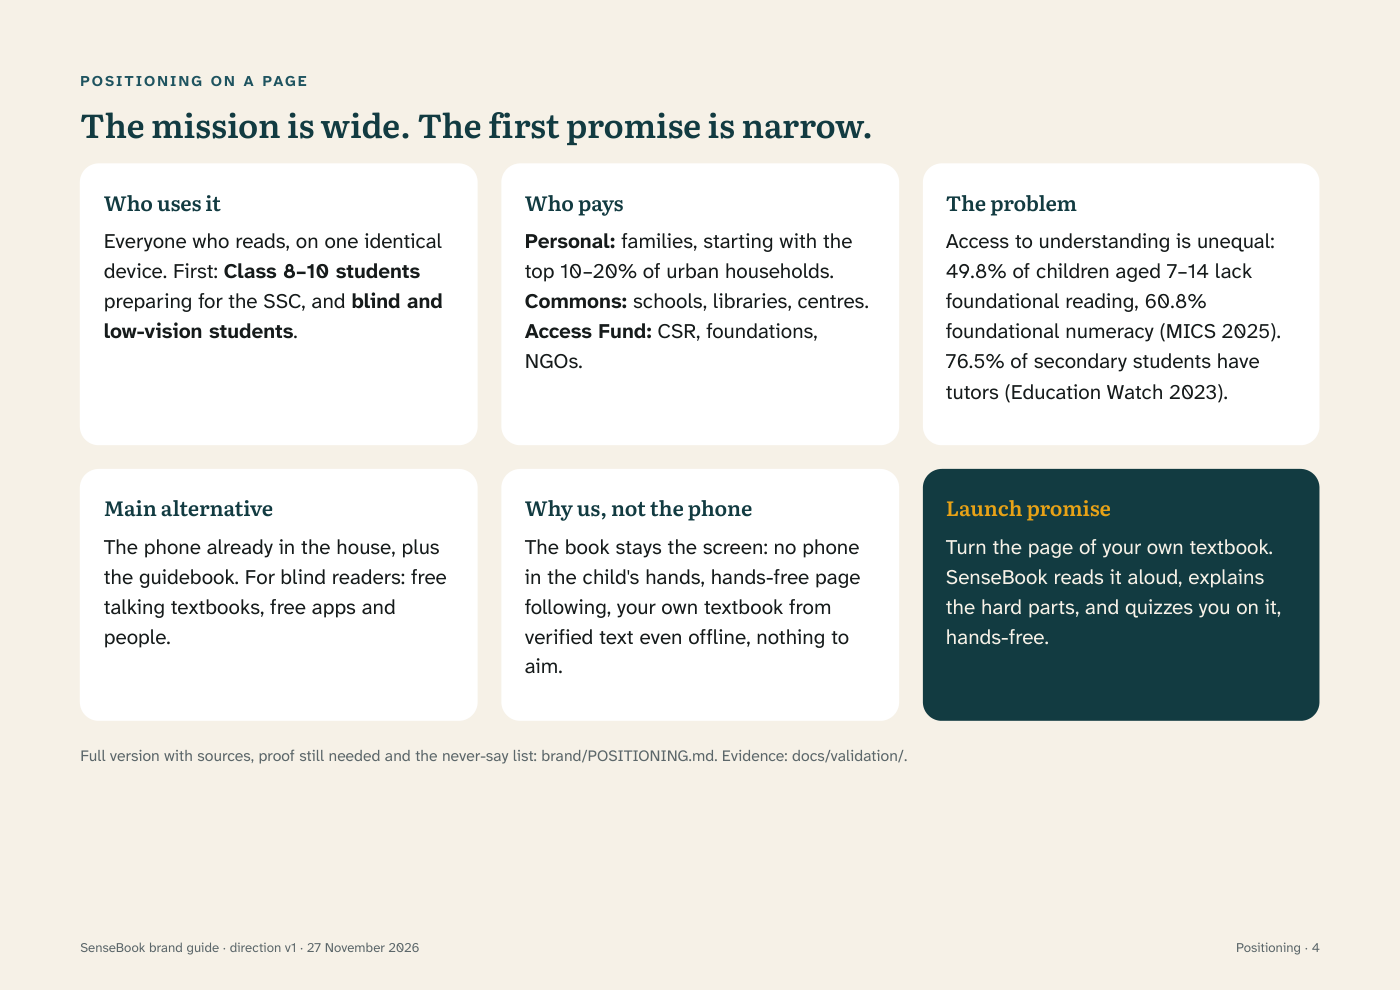 POSITIONING ON A PAGE
The mission is wide. The first promise is narrow.
Who uses it
Everyone who reads, on one identical
device. First: Class 8–10 students
preparing for the SSC, and blind and
low-vision students.
Who pays
Personal: families, starting with the
top 10–20% of urban households.
Commons: schools, libraries, centres.
Access Fund: CSR, foundations,
NGOs.
The problem
Access to understanding is unequal:
49.8% of children aged 7–14 lack
foundational reading, 60.8%
foundational numeracy (MICS 2025).
76.5% of secondary students have
tutors (Education Watch 2023).
Main alternative
The phone already in the house, plus
the guidebook. For blind readers: free
talking textbooks, free apps and
people.
Why us, not the phone
The book stays the screen: no phone
in the child's hands, hands-free page
following, your own textbook from
verified text even offline, nothing to
aim.
Launch promise
Turn the page of your own textbook.
SenseBook reads it aloud, explains
the hard parts, and quizzes you on it,
hands-free.
Full version with sources, proof still needed and the never-say list: brand/POSITIONING.md. Evidence: docs/validation/.
SenseBook brand guide · direction v1 · 27 November 2026
Positioning · 4